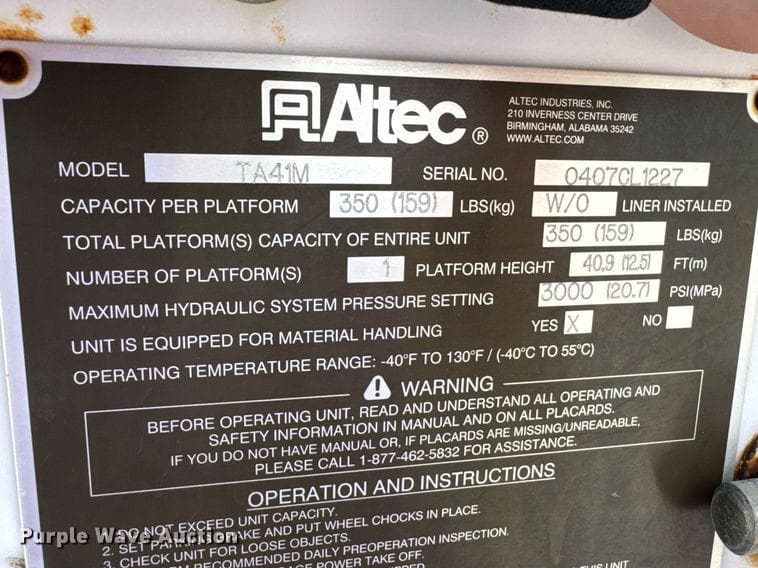 Altec ®
ALTEC INDUSTRIES, INC.
210 INVERNESS CENTER DRIVE
BIRMINGHAM, ALABAMA 35242
WWW.ALTEC.COM
MODEL TA41M SERIAL NO. 0407CL1227
CAPACITY PER PLATFORM 350 (159) LBS(kg) W/O LINER INSTALLED
TOTAL PLATFORM(S) CAPACITY OF ENTIRE UNIT 350 (159) LBS(kg)
NUMBER OF PLATFORM(S) 1 PLATFORM HEIGHT 40.9 (12.5) FT(m)
MAXIMUM HYDRAULIC SYSTEM PRESSURE SETTING 3000 (20.7) PSI(MPa)
UNIT IS EQUIPPED FOR MATERIAL HANDLING YES X NO
OPERATING TEMPERATURE RANGE: -40°F TO 130°F / (-40°C TO 55°C)
WARNING
BEFORE OPERATING UNIT, READ AND UNDERSTAND ALL OPERATING AND
SAFETY INFORMATION IN MANUAL AND ON ALL PLACARDS.
IF YOU DO NOT HAVE MANUAL OR, IF PLACARDS ARE MISSING/UNREADABLE,
PLEASE CALL 1-877-462-5832 FOR ASSISTANCE.
OPERATION AND INSTRUCTIONS
DO NOT EXCEED UNIT CAPACITY.
2. SET AND PUT WHEEL CHOCKS IN PLACE.
3. CHECK UNIT FOR LOOSE OBJECTS.
RECOMMENDED DAILY PREOPERATION INSPECTION.
POWER TAKE OFF.
THIS UNIT
Purple Wave Auction